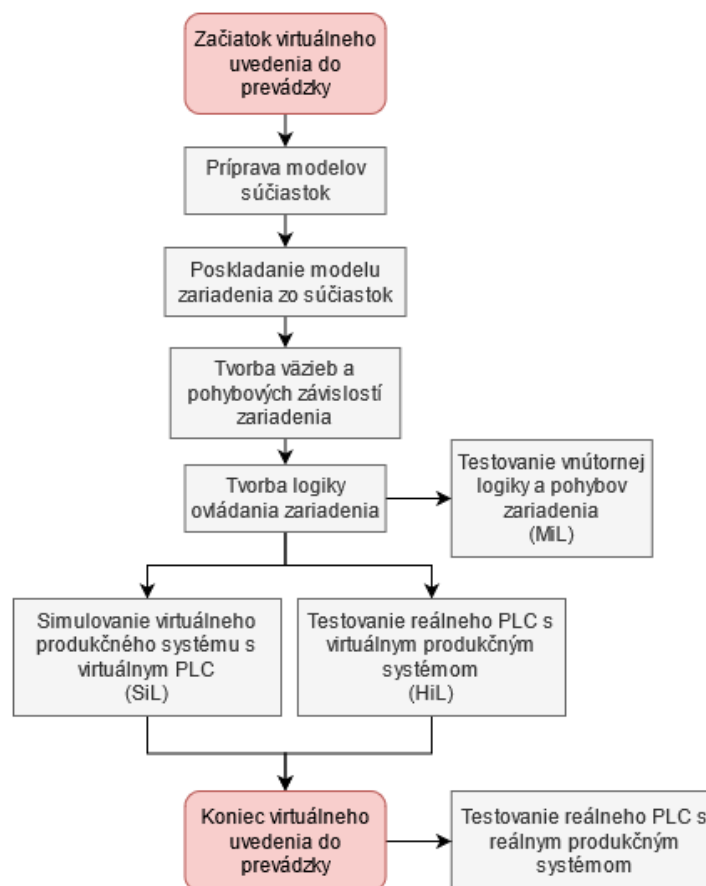 Začiatok virtuálneho
uvedenia do
prevádzky
Príprava modelov
súčiastok
Poskladanie modelu
zariadenia zo súčiastok
Tvorba väzieb a
pohybových závislostí
zariadenia
Tvorba logiky
ovládania zariadenia
Testovanie vnútornej
logiky a pohybov
zariadenia
(MiL)
Simulovanie virtuálneho
produkčného systému s
virtuálnym PLC
(SiL)
Testovanie reálneho PLC s
virtuálnym produkčným
systémom
(HiL)
Koniec virtuálneho
uvedenia do
prevádzky
Testovanie reálneho PLC s
reálnym produkčným
systémom